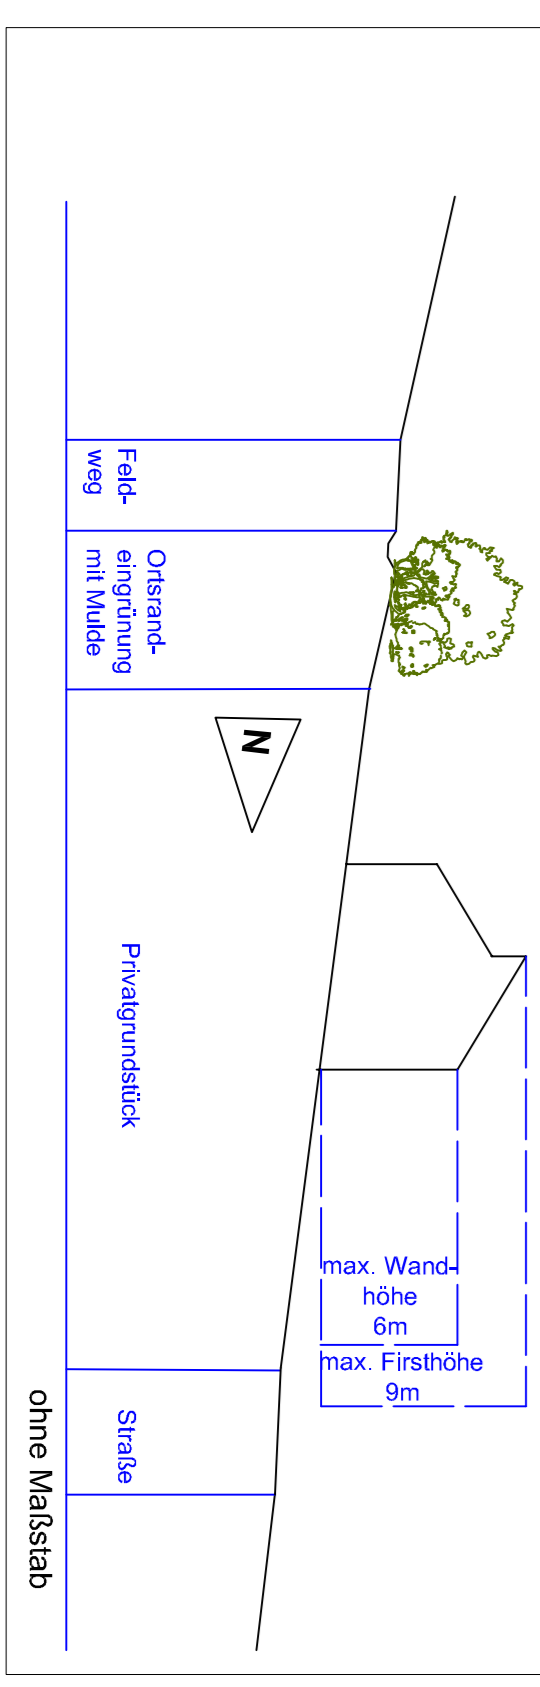 Feld-
weg
Ortsrand-
eingrünung
mit Mulde
N
Privatgrundstück
max. Wand-
höhe
6m
max. Firsthöhe
9m
Straße
ohne Maßstab